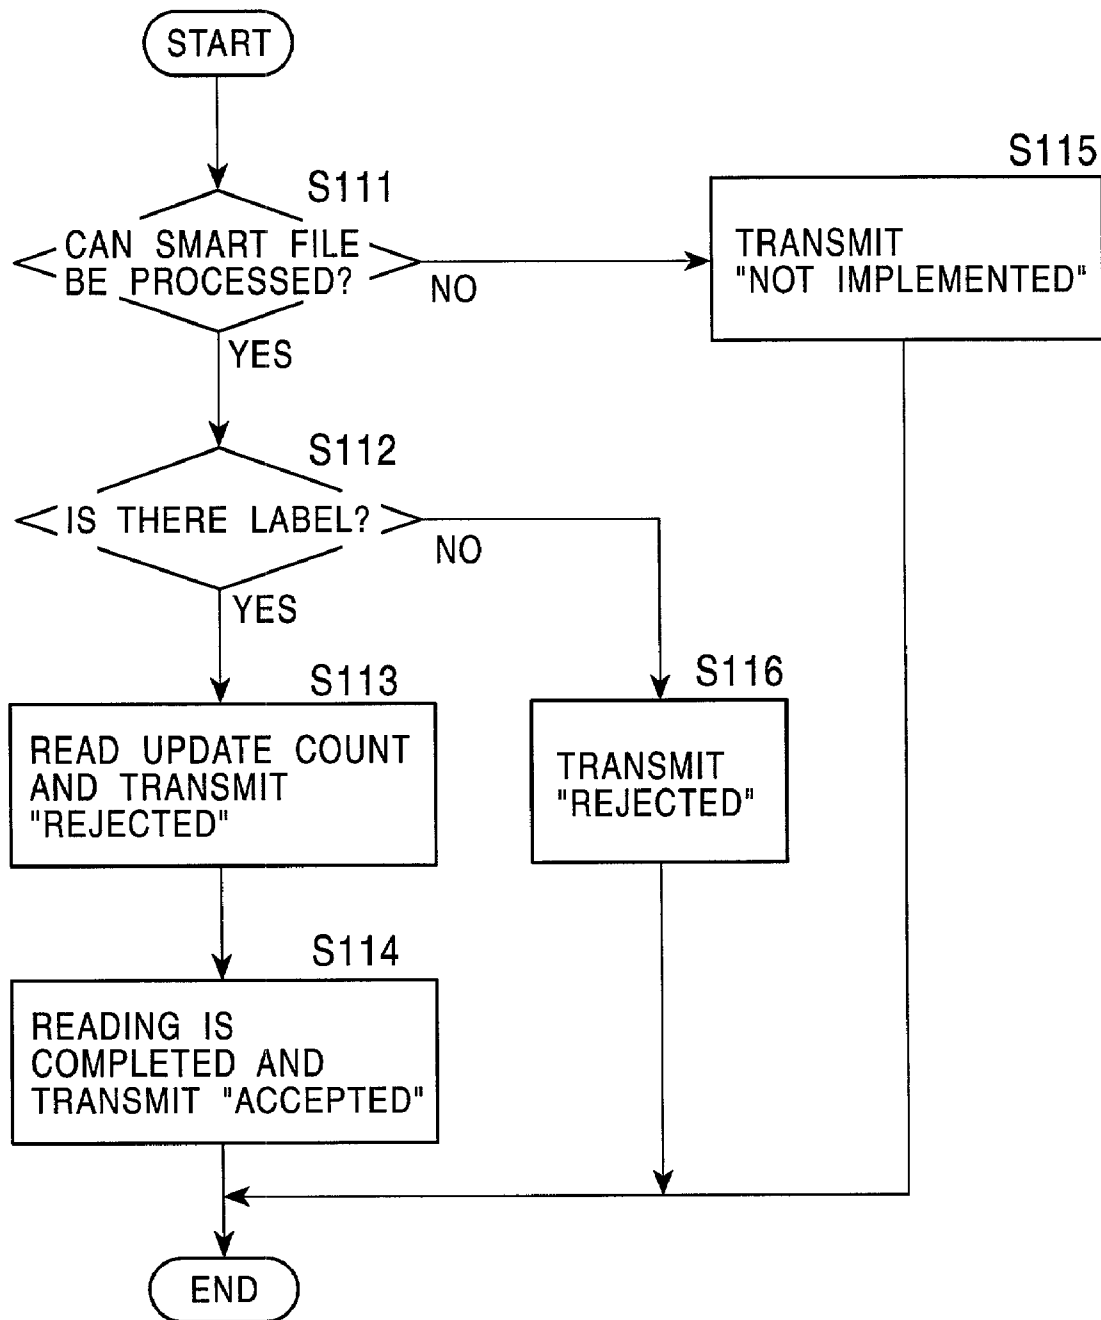 START
S111
CAN SMART FILE
BE PROCESSED?
NO
YES
S115
TRANSMIT
"NOT IMPLEMENTED"
S112
IS THERE LABEL?
NO
YES
S113
READ UPDATE COUNT
AND TRANSMIT
"REJECTED"
S116
TRANSMIT
"REJECTED"
S114
READING IS
COMPLETED AND
TRANSMIT "ACCEPTED"
END